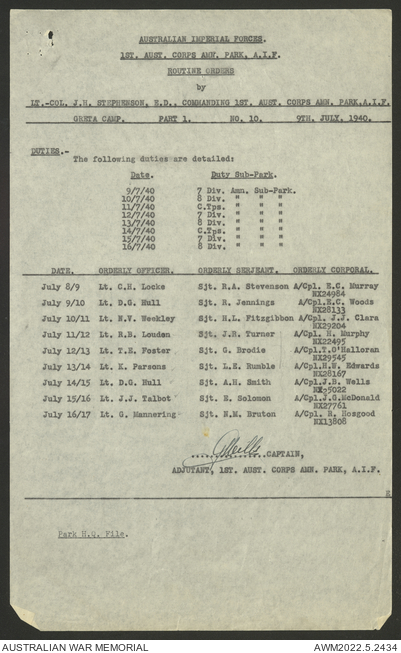 AUSTRALIAN IMPERIAL FORCES.
1ST. AUST. CORPS AMN. PARK, A.I.F.
ROUTINE ORDERS
by
LT.-COL. J.H. STEPHENSON, E.D., COMMANDING 1ST. AUST. CORPS AMN. PARK,A.I.F.
GRETA CAMP. PART 1. NO. 10. 9TH. JULY, 1940.
DUTIES.-
The following duties are detailed:
Date. Duty Sub-Park.
9/7/40 7 Div. Amn. Sub-Park.
10/7/40 8 Div. " " "
11/7/40 C.Tps. " " "
12/7/40 7 Div. " " "
13/7/40 8 Div. " " "
14/7/40 C.Tps. " " "
15/7/40 7 Div. " " "
16/7/40 8 Div. " " "
DATE. ORDERLY OFFICER. ORDERLY SERJEANT. ORDERLY CORPORAL.
July 8/9 Lt. C.H. Locke Sjt. R.A. Stevenson A/Cpl. E.C. Murray
NX24984
July 9/10 Lt. D.G. Hull Sjt. R. Jennings A/Cpl.E.C. Woods
NX28133
July 10/11 Lt. N.V. Weekley Sjt. H.L. Fitzgibbon A/Cpl. J.J. Clara
NX29204
July 11/12 Lt. R.B. Loudon Sjt. J.R. Turner A/Cpl. H. Murphy
NX22495
July 12/13 Lt. T.E. Foster Sjt. G. Brodie A/Cpl.T.O'Halloran
NX29545
July 13/14 Lt. K. Parsons Sjt. L.E. Rumble A/Cpl.H.W. Edwards
NX28167
July 14/15 Lt. D.G. Hull Sjt. A.H. Smith A/Cpl.J.B. Wells
NX25022
July 15/16 Lt. J.J. Talbot Sjt. E. Solomon A/Cpl.J.G.McDonald
NX27761
July 16/17 Lt. G. Mannering Sjt. N.M. Bruton A/Cpl. R. Hosgood
NX13808
CAPTAIN,
ADJUTANT, 1ST. AUST. CORPS AMN. PARK, A.I.F.
Park H.Q. File.
AUSTRALIAN WAR MEMORIAL AWM2022.5.2434